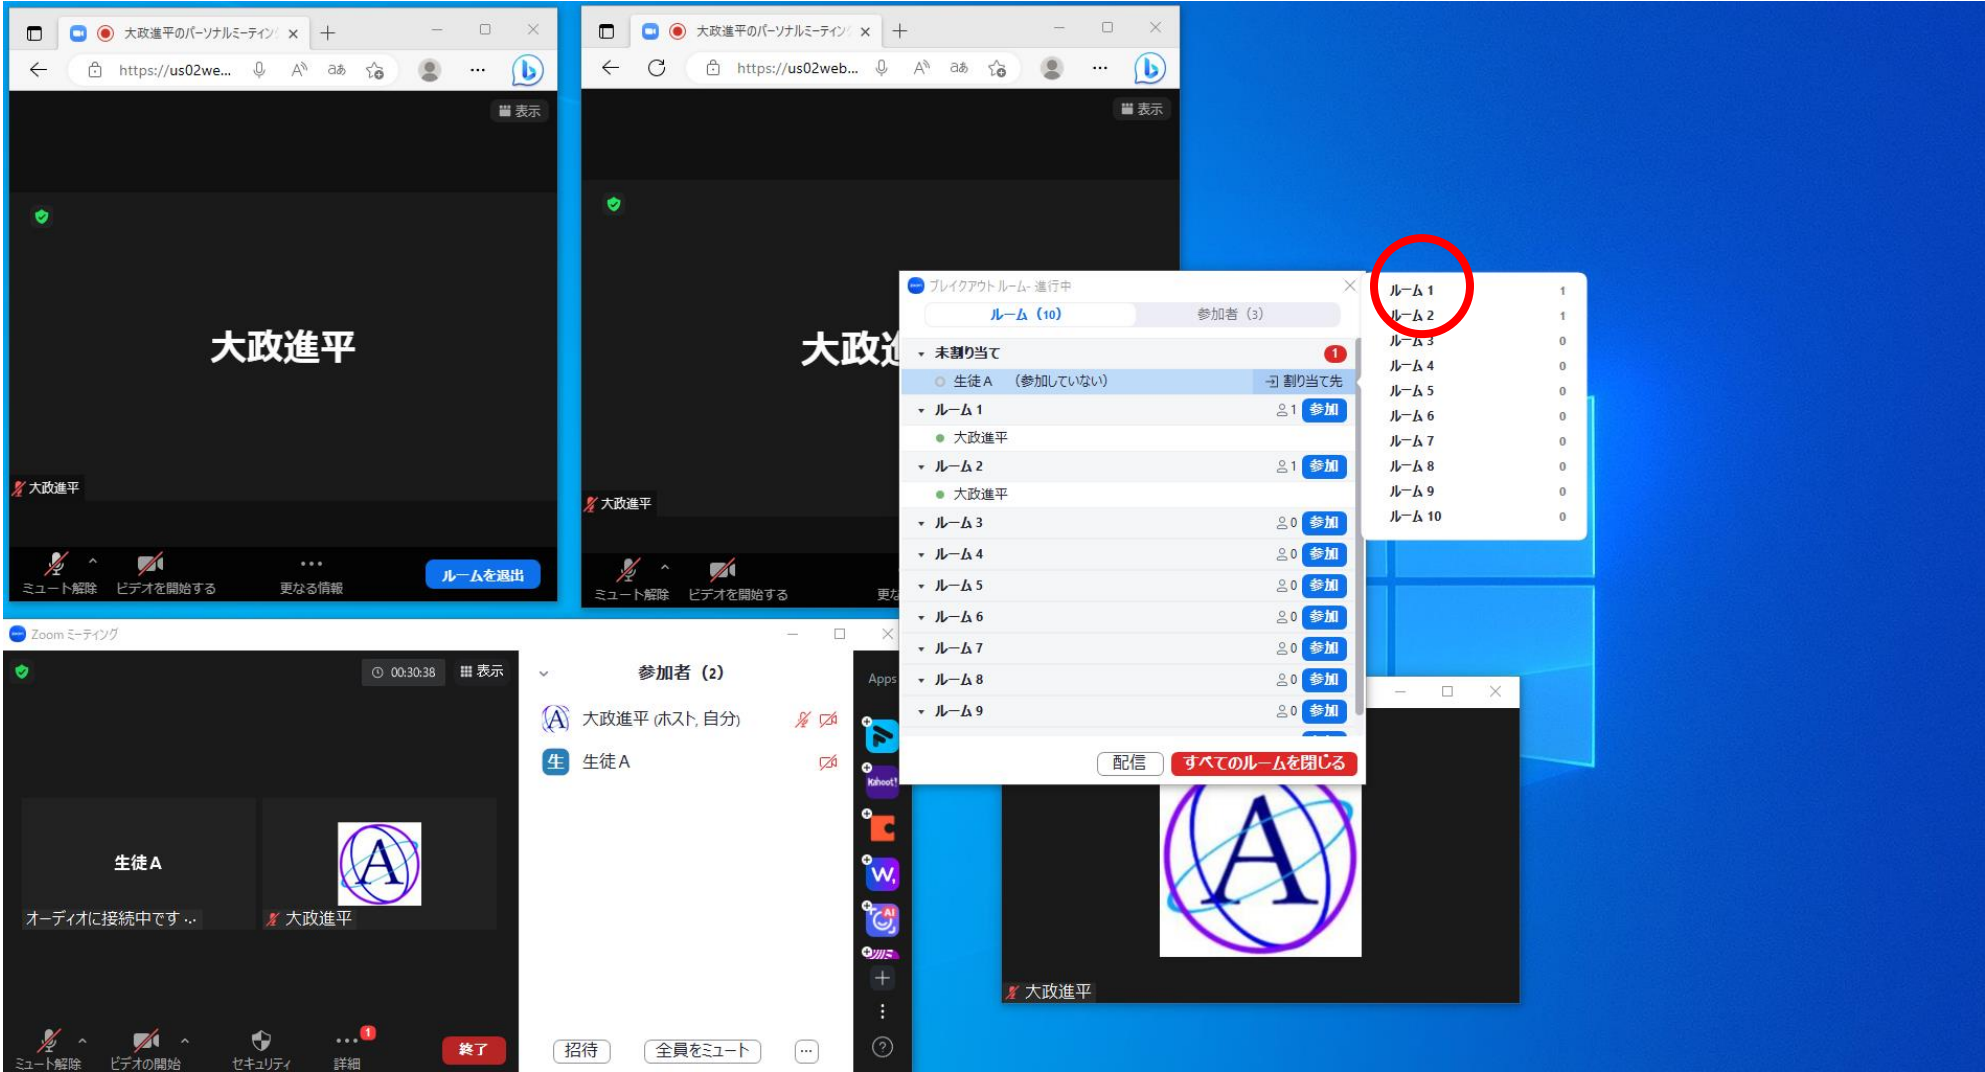 大政進平のパーソナルミーティン
https://us02we...
表示
大政進平
大政進平
ミュート解除
ビデオを開始する
更なる情報
ルームを退出
大政進平のパーソナルミーティン
https://us02web...
表示
大政
大政進平
ミュート解除
ビデオを開始する
ブレイクアウト ルーム- 進行中
ルーム (10)
参加者 (3)
未割り当て
1
生徒A (参加していない)
割り当て先
ルーム 1
1 参加
大政進平
ルーム 2
1 参加
大政進平
ルーム 3
0 参加
ルーム 4
0 参加
ルーム 5
0 参加
ルーム 6
0 参加
ルーム 7
0 参加
ルーム 8
0 参加
ルーム 9
0 参加
配信
すべてのルームを閉じる
ルーム 1 1
ルーム 2 1
ルーム 3 0
ルーム 4 0
ルーム 5 0
ルーム 6 0
ルーム 7 0
ルーム 8 0
ルーム 9 0
ルーム 10 0
Zoom ミーティング
00:30:38
表示
生徒A
オーディオに接続中です ...
大政進平
ミュート解除
ビデオの開始
セキュリティ
1
詳細
終了
参加者 (2)
大政進平 (ホスト, 自分)
生 生徒A
招待
全員をミュート
Apps
Kahoot!
W,
AI
A
大政進平